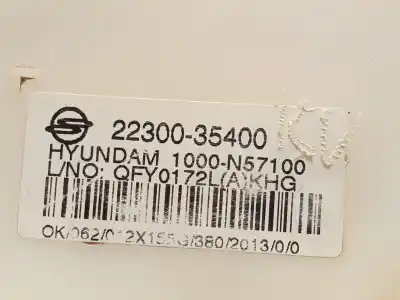 22300-35400
HYUNDAM 1000-N57100
L/NO: QFY0172L(A)KHG
OK/062/012X155G/380/2013/0/0